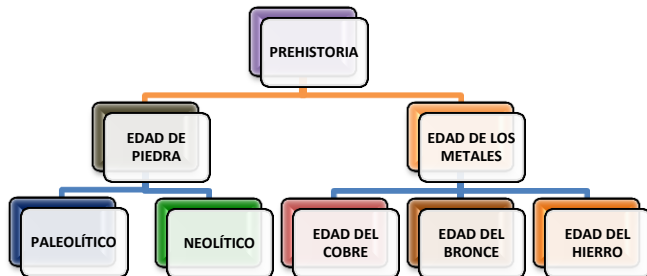 PREHISTORIA
EDAD DE
PIEDRA
EDAD DE LOS
METALES
PALEOLÍTICO
NEOLÍTICO
EDAD DEL
COBRE
EDAD DEL
BRONCE
EDAD DEL
HIERRO